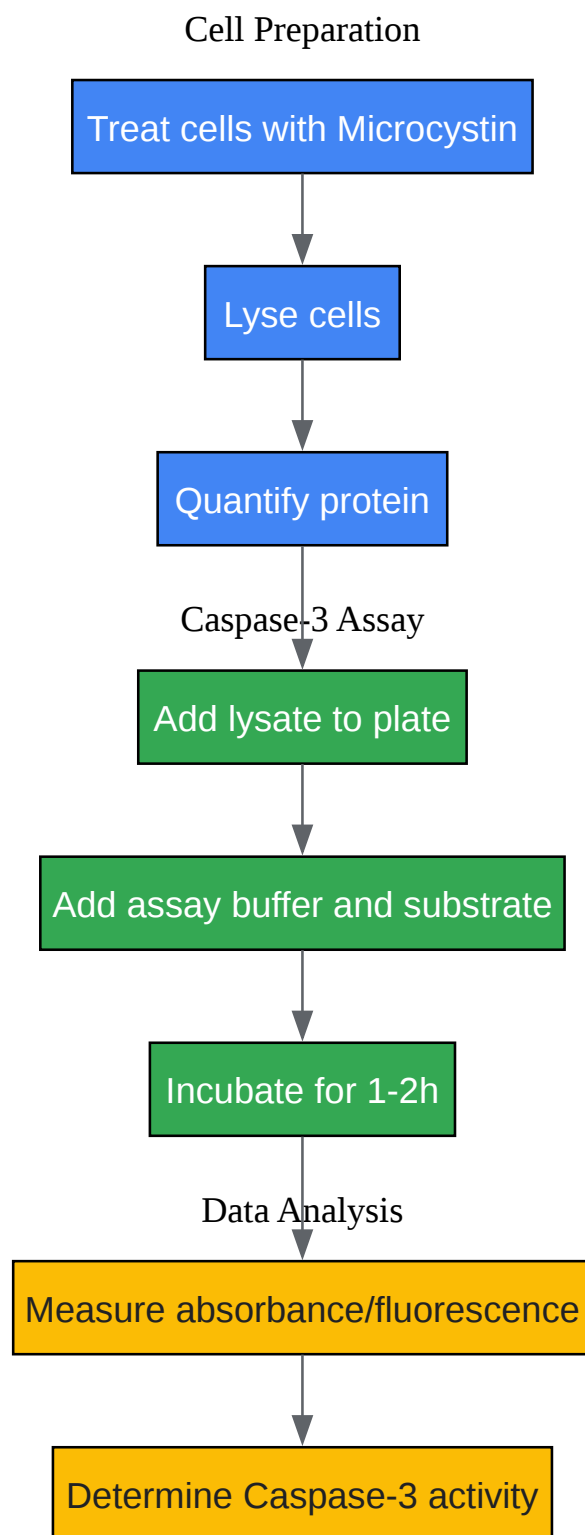 Cell Preparation
Treat cells with Microcystin
Lyse cells
Quantify protein
Caspase-3 Assay
Add lysate to plate
Add assay buffer and substrate
Incubate for 1-2h
Data Analysis
Measure absorbance/fluorescence
Determine Caspase-3 activity